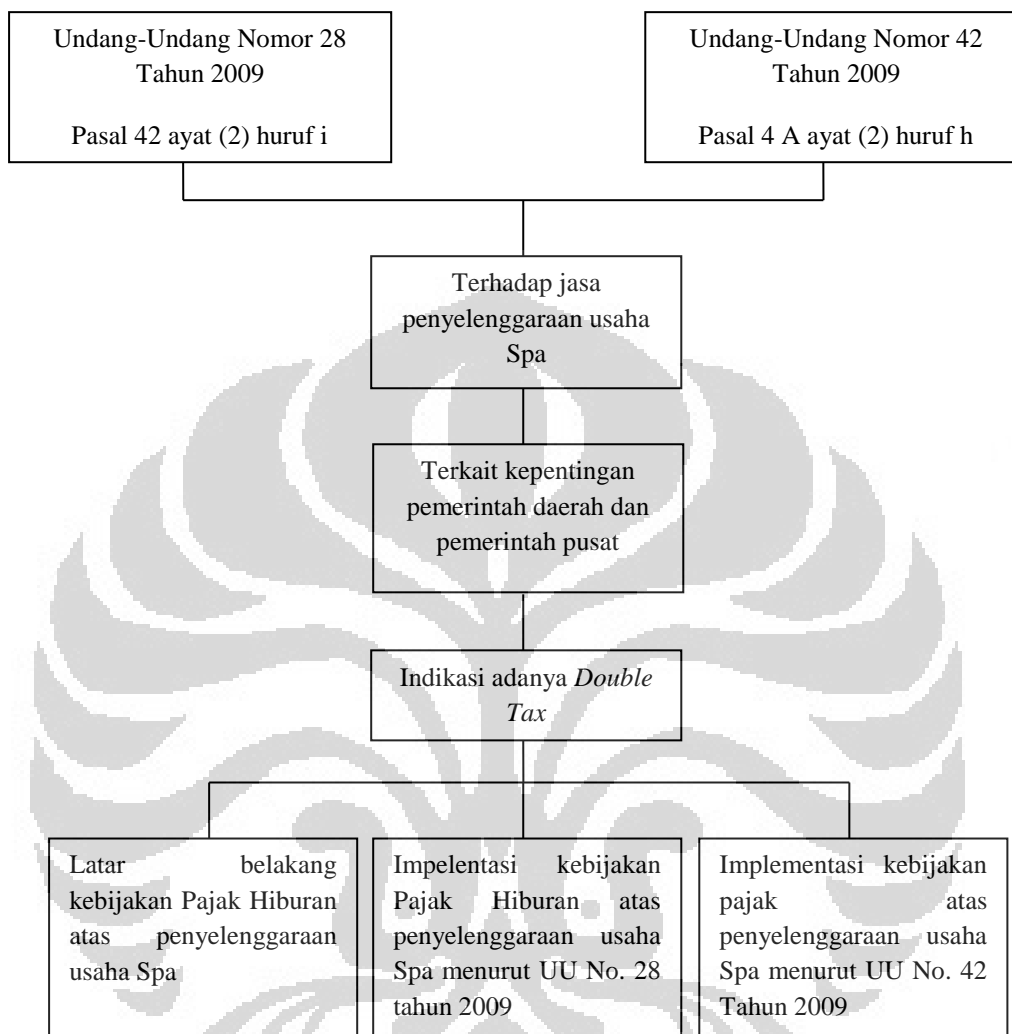 Undang-Undang Nomor 28
Tahun 2009
Pasal 42 ayat (2) huruf i
Undang-Undang Nomor 42
Tahun 2009
Pasal 4 A ayat (2) huruf h
Terhadap jasa
penyelenggaraan usaha
Spa
Terkait kepentingan
pemerintah daerah dan
pemerintah pusat
Indikasi adanya Double
Tax
Latar belakang
kebijakan Pajak Hiburan
atas penyelenggaraan
usaha Spa
Impelentasi kebijakan
Pajak Hiburan atas
penyelenggaraan usaha
Spa menurut UU No. 28
tahun 2009
Implementasi kebijakan
pajak atas
penyelenggaraan usaha
Spa menurut UU No. 42
Tahun 2009